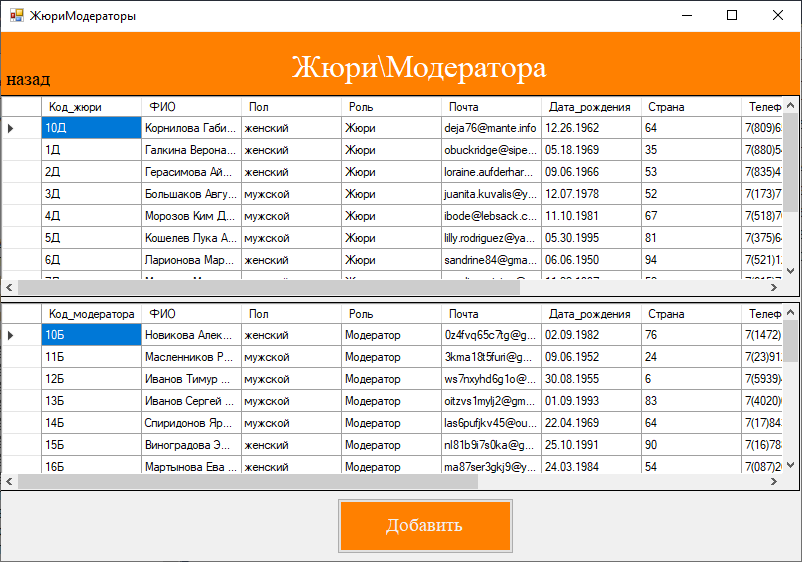 ЖюриМодераторы
Жюри\Модератора
назад
Код_жюри ФИО Пол Роль Почта Дата_рождения Страна Телеф
10Д Корнилова Габи... женский Жюри deja76@mante.info 12.26.1962 64 7(809)6
1Д Галкина Верона... женский Жюри obuckridge@sipe... 05.18.1969 35 7(880)5
2Д Герасимова Ай... женский Жюри loraine.aufderhar... 09.06.1966 53 7(835)4
3Д Большаков Авгу... мужской Жюри juanita.kuvalis@y... 12.07.1978 52 7(173)7
4Д Морозов Ким Д... мужской Жюри ibode@lebsack.c... 11.10.1981 67 7(518)7
5Д Кошелев Лука А... мужской Жюри lilly.rodriguez@ya... 05.30.1995 81 7(375)6
6Д Ларионова Мар... женский Жюри sandrine84@gma... 06.06.1950 94 7(521)1
Код_модератора ФИО Пол Роль Почта Дата_рождения Страна Телеф
10Б Новикова Алек... женский Модератор 0z4fvq65c7tg@g... 02.09.1982 76 7(1472)
11Б Масленников Р... мужской Модератор 3kma18t5furi@g... 09.06.1952 24 7(23)91
12Б Иванов Тимур ... мужской Модератор ws7nxyhd6g1o@... 30.08.1955 6 7(5939)
13Б Иванов Сергей ... мужской Модератор oitzvs1mylj2@gm... 01.09.1993 83 7(4020)
14Б Спиридонов Яр... мужской Модератор las6pufjkv45@ou... 22.04.1969 64 7(17)84
15Б Виноградова Э... женский Модератор nl81b9i7s0ka@g... 25.10.1991 90 7(16)78
16Б Мартынова Ева ... женский Модератор ma87ser3gkj9@y... 24.03.1984 54 7(087)2
Добавить